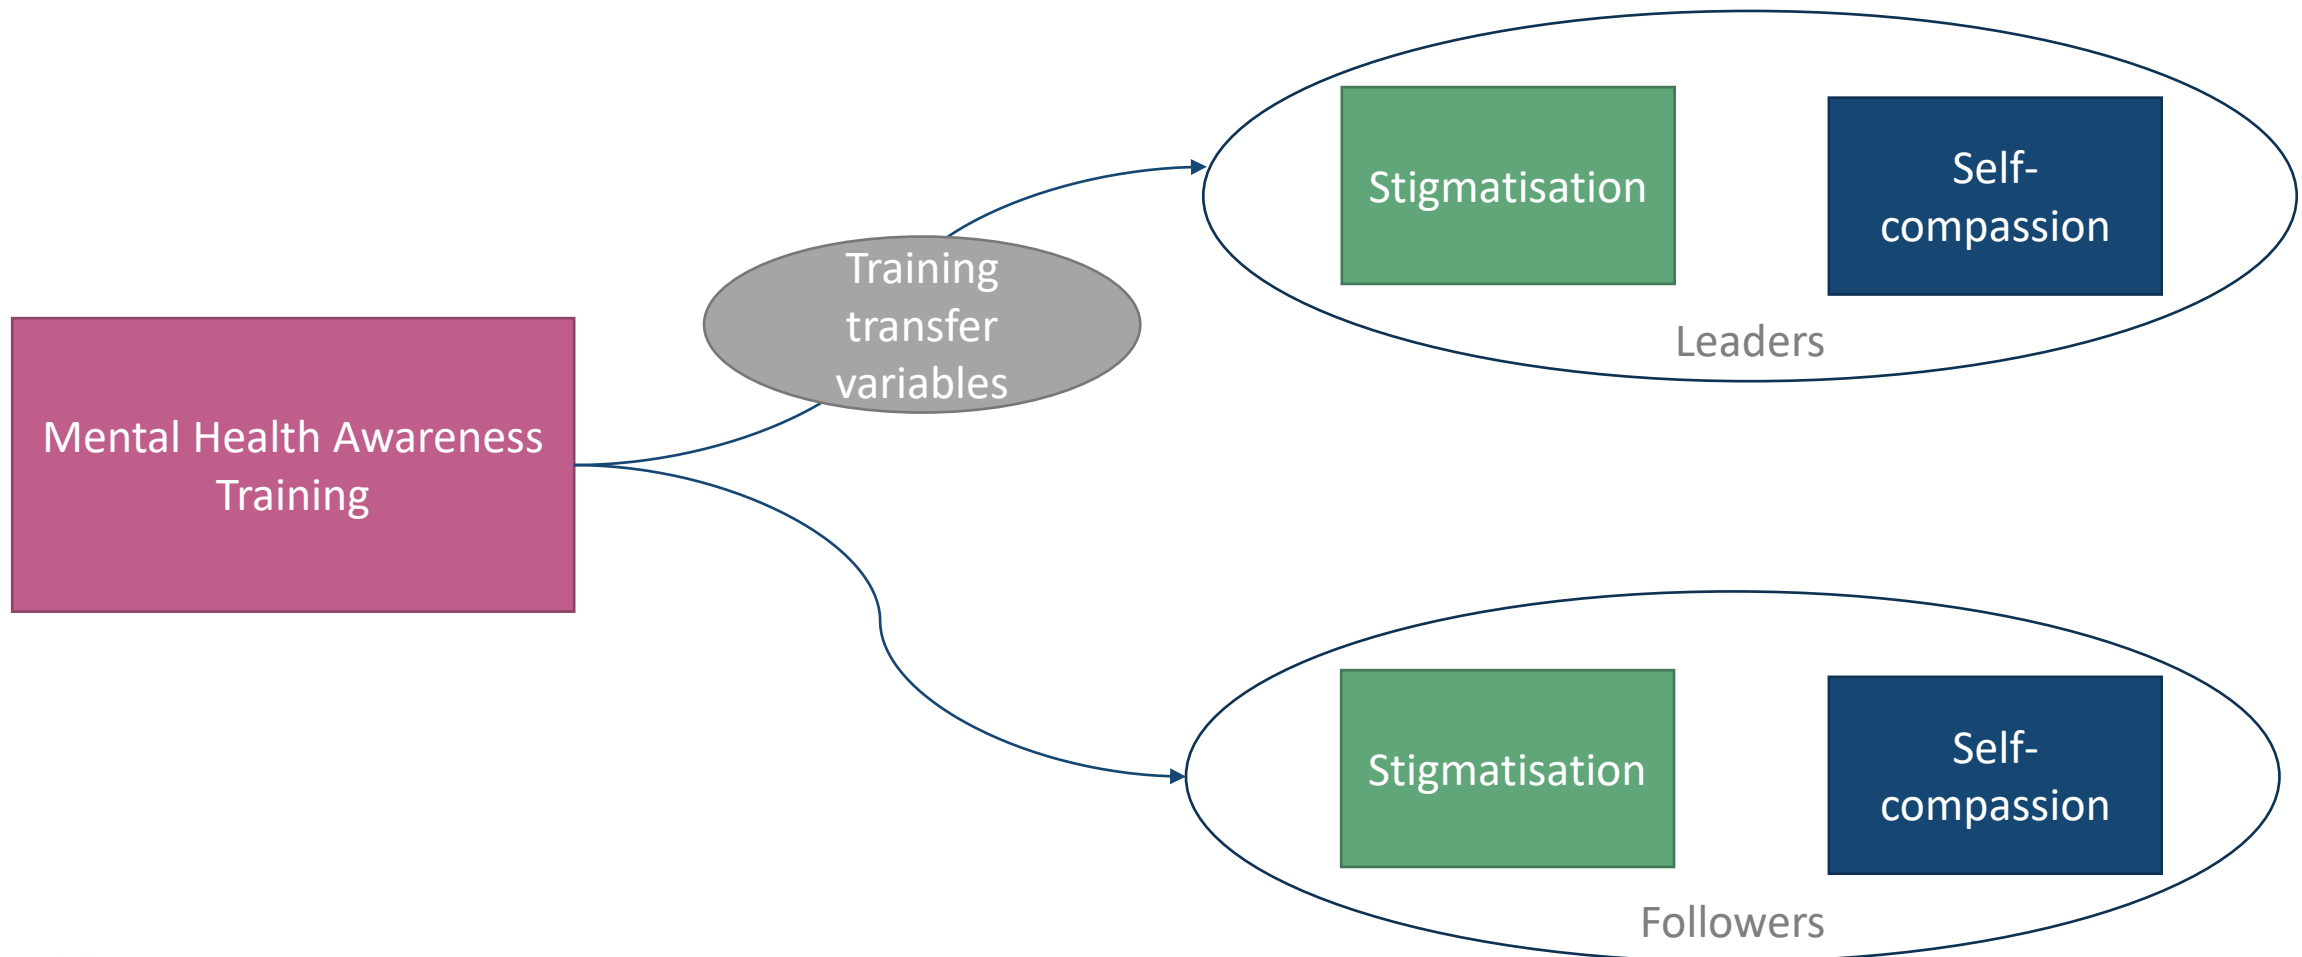 Mental Health Awareness
Training
Training
transfer
variables
Stigmatisation
Self-
compassion
Leaders
Stigmatisation
Self-
compassion
Followers